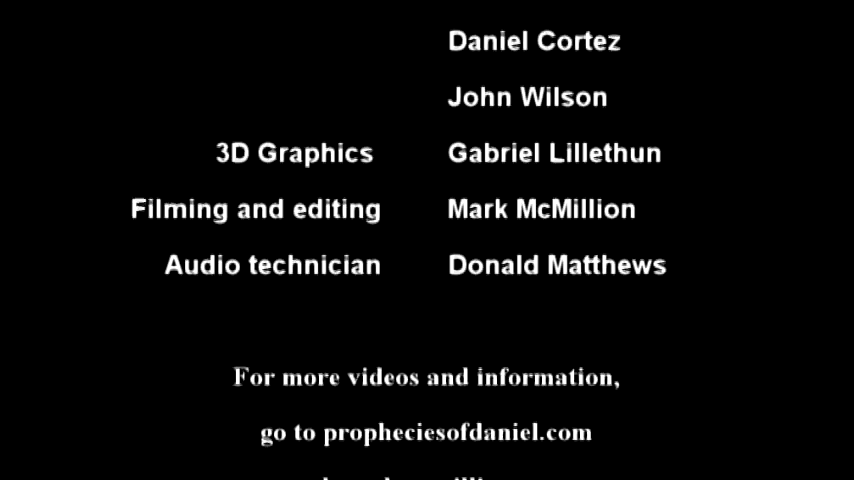 Daniel Cortez
John Wilson
3D Graphics Gabriel Lillethun
Filming and editing Mark McMillion
Audio technician Donald Matthews
For more videos and information,
go to propheciesofdaniel.com